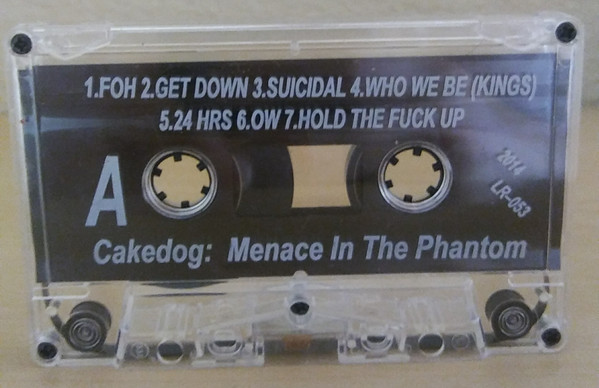 1.FOH 2.GET DOWN 3.SUICIDAL 4.WHO WE BE (KINGS)
5.24 HRS 6.OW 7.HOLD THE FUCK UP
A
2014
LR-053
Cakedog: Menace In The Phantom